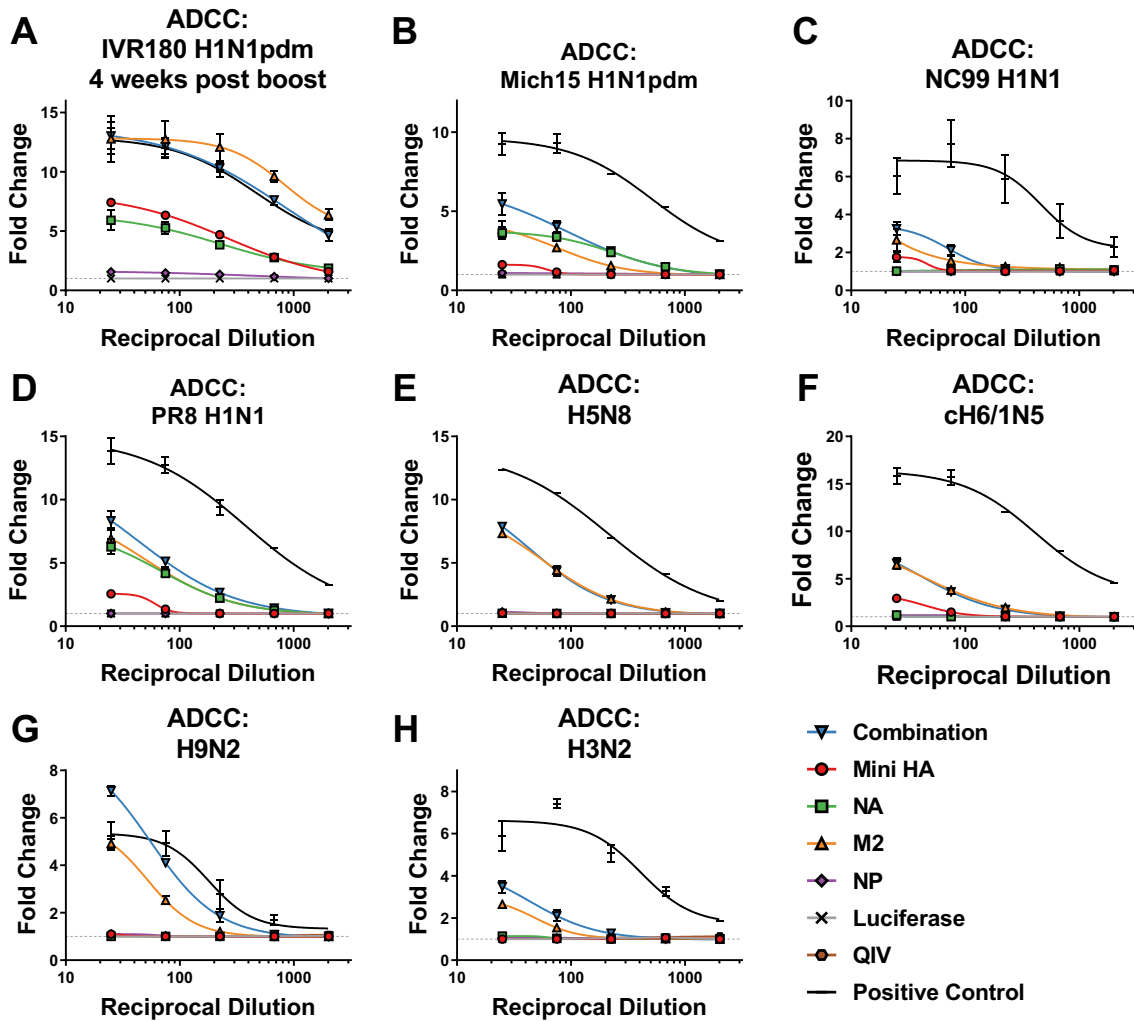 A
ADCC:
IVR180 H1N1pdm
4 weeks post boost
Fold Change
15
10
5
0
10
100
1000
Reciprocal Dilution
B
ADCC:
Mich15 H1N1pdm
Fold Change
10
5
0
10
100
1000
Reciprocal Dilution
C
ADCC:
NC99 H1N1
Fold Change
10
8
6
4
2
0
10
100
1000
Reciprocal Dilution
D
ADCC:
PR8 H1N1
Fold Change
15
10
5
0
10
100
1000
Reciprocal Dilution
E
ADCC:
H5N8
Fold Change
15
10
5
0
10
100
1000
Reciprocal Dilution
F
ADCC:
cH6/1N5
Fold Change
20
15
10
5
0
10
100
1000
Reciprocal Dilution
G
ADCC:
H9N2
Fold Change
8
6
4
2
0
10
100
1000
Reciprocal Dilution
H
ADCC:
H3N2
Fold Change
8
6
4
2
0
10
100
1000
Reciprocal Dilution
Combination
Mini HA
NA
M2
NP
Luciferase
QIV
Positive Control